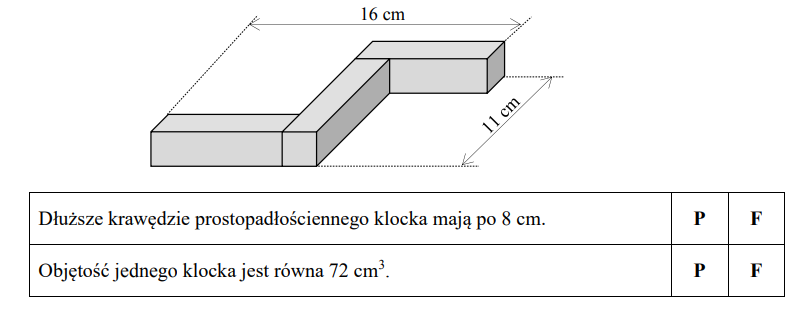 16 cm
11 cm
Dłuższe krawędzie prostopadłościennego klocka mają po 8 cm. P F
Objętość jednego klocka jest równa 72 cm³. P F